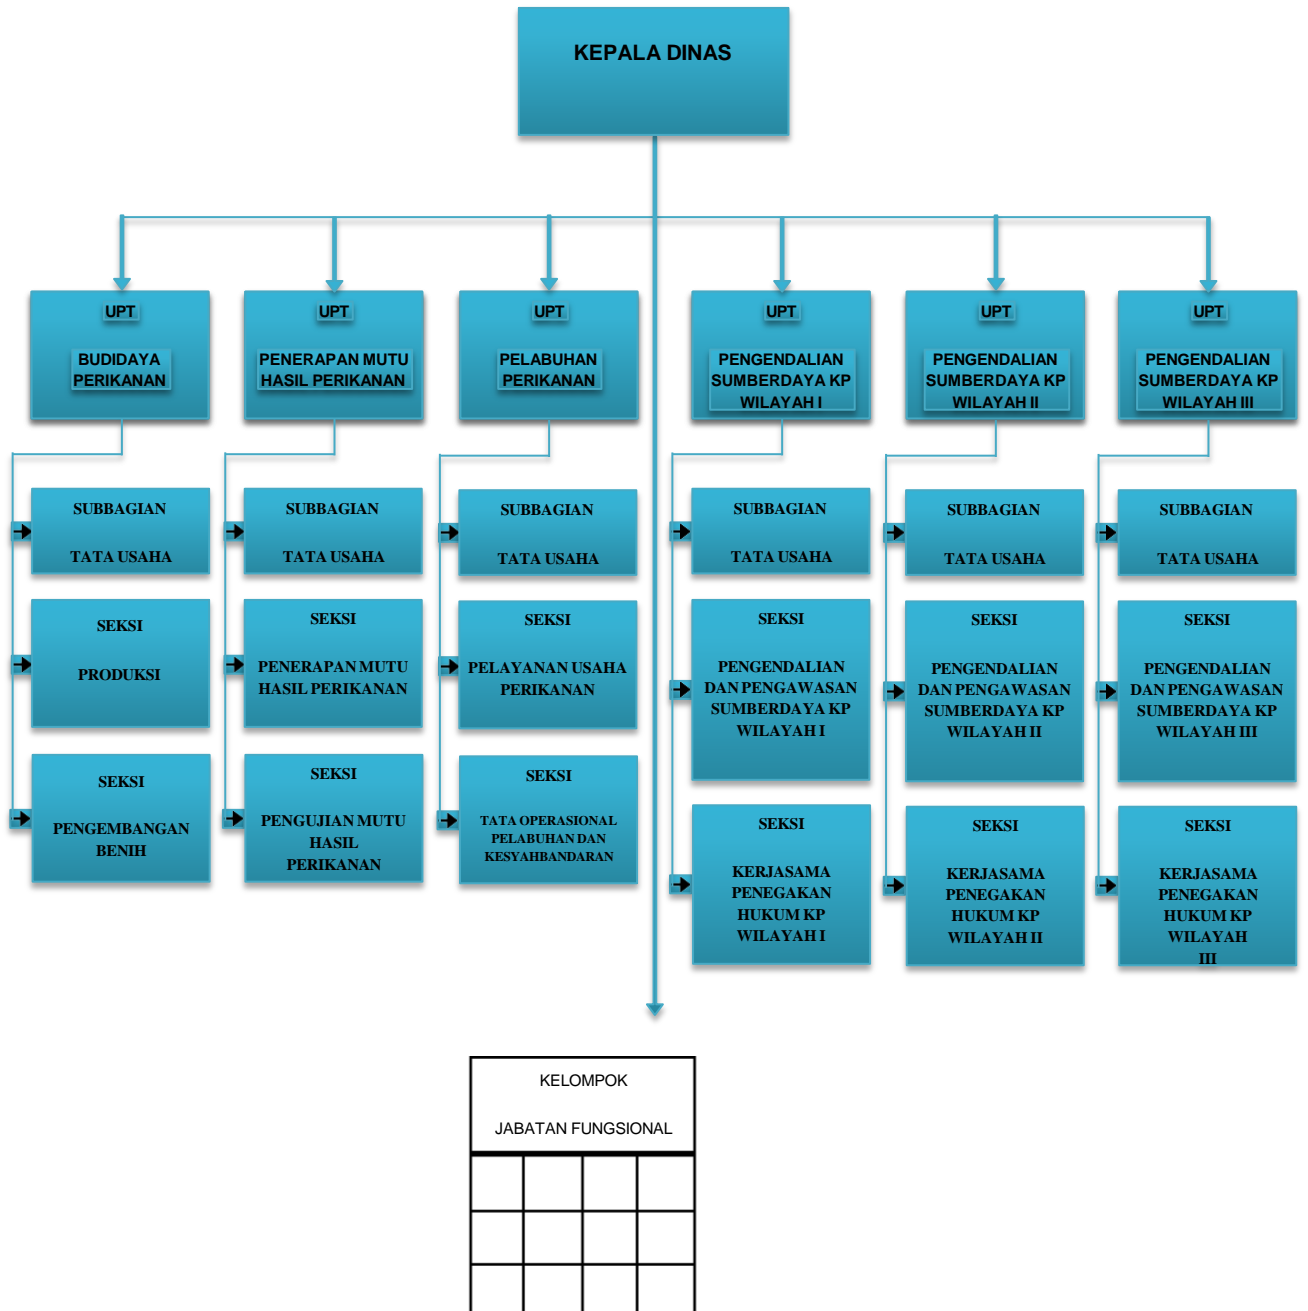 KEPALA DINAS
UPT
BUDIDAYA
PERIKANAN
UPT
PENERAPAN MUTU
HASIL PERIKANAN
UPT
PELABUHAN
PERIKANAN
UPT
PENGENDALIAN
SUMBERDAYA KP
WILAYAH I
UPT
PENGENDALIAN
SUMBERDAYA KP
WILAYAH II
UPT
PENGENDALIAN
SUMBERDAYA KP
WILAYAH III
SUBBAGIAN
TATA USAHA
SUBBAGIAN
TATA USAHA
SUBBAGIAN
TATA USAHA
SUBBAGIAN
TATA USAHA
SUBBAGIAN
TATA USAHA
SUBBAGIAN
TATA USAHA
SEKSI
PRODUKSI
SEKSI
PENERAPAN MUTU
HASIL PERIKANAN
SEKSI
PELAYANAN USAHA
PERIKANAN
SEKSI
PENGENDALIAN
DAN PENGAWASAN
SUMBERDAYA KP
WILAYAH I
SEKSI
PENGENDALIAN
DAN PENGAWASAN
SUMBERDAYA KP
WILAYAH II
SEKSI
PENGENDALIAN
DAN PENGAWASAN
SUMBERDAYA KP
WILAYAH III
SEKSI
PENGEMBANGAN
BENIH
SEKSI
PENGUJIAN MUTU
HASIL
PERIKANAN
SEKSI
TATA OPERASIONAL
PELABUHAN DAN
KESYAHBANDARAN
SEKSI
KERJASAMA
PENEGAKAN
HUKUM KP
WILAYAH I
SEKSI
KERJASAMA
PENEGAKAN
HUKUM KP
WILAYAH II
SEKSI
KERJASAMA
PENEGAKAN
HUKUM KP
WILAYAH
III
KELOMPOK
JABATAN FUNGSIONAL